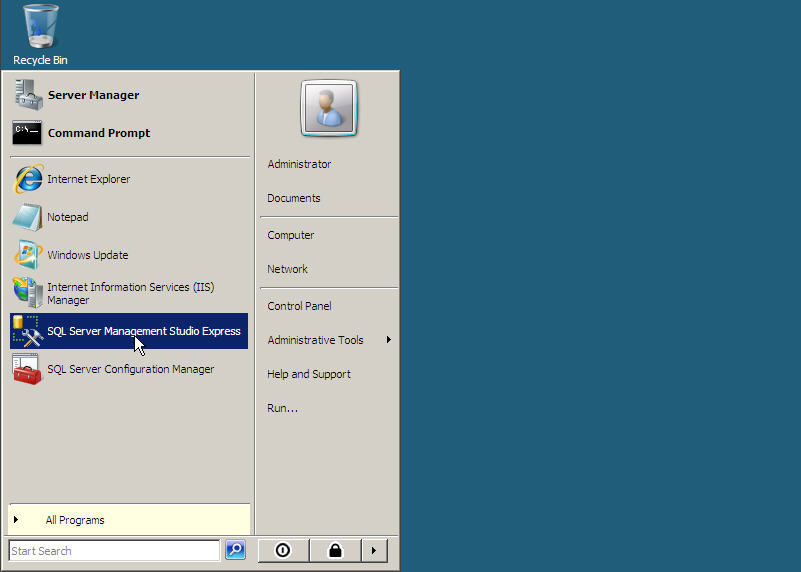 Recycle Bin
Server Manager
C:\_
Command Prompt
Internet Explorer
Notepad
Windows Update
Internet Information Services (IIS)
Manager
SQL Server Management Studio Express
SQL Server Configuration Manager
All Programs
Start Search
Administrator
Documents
Computer
Network
Control Panel
Administrative Tools
Help and Support
Run...